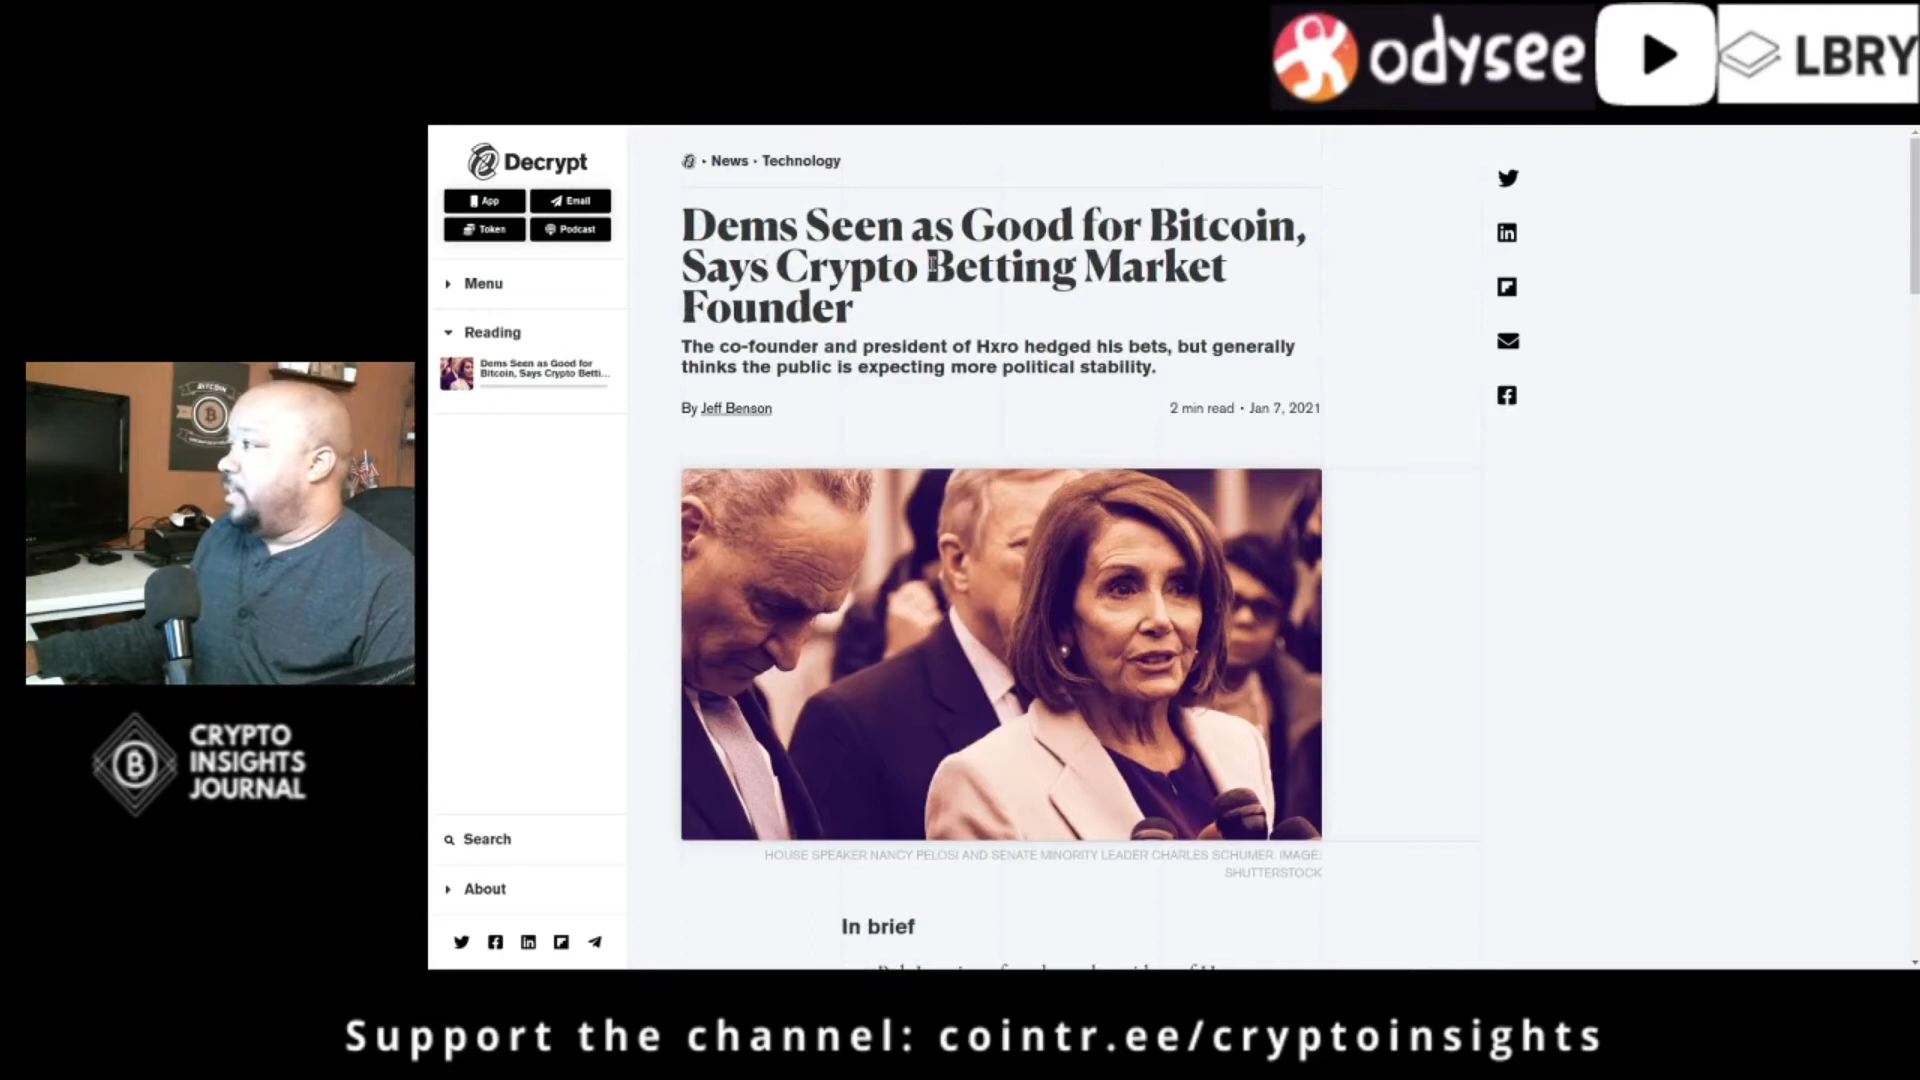 odysee
LBRY
Decrypt
App
Email
Token
Podcast
Menu
Reading
Dems Seen as Good for
Bitcoin, Says Crypto Betti...
Search
About
News · Technology
Dems Seen as Good for Bitcoin,
Says Crypto Betting Market
Founder
The co-founder and president of Hxro hedged his bets, but generally
thinks the public is expecting more political stability.
By Jeff Benson
2 min read • Jan 7, 2021
HOUSE SPEAKER NANCY PELOSI AND SENATE MINORITY LEADER CHARLES SCHUMER. IMAGE:
SHUTTERSTOCK
In brief
BITCOIN
CRYPTO
INSIGHTS
JOURNAL
Support the channel: cointr.ee/cryptoinsights